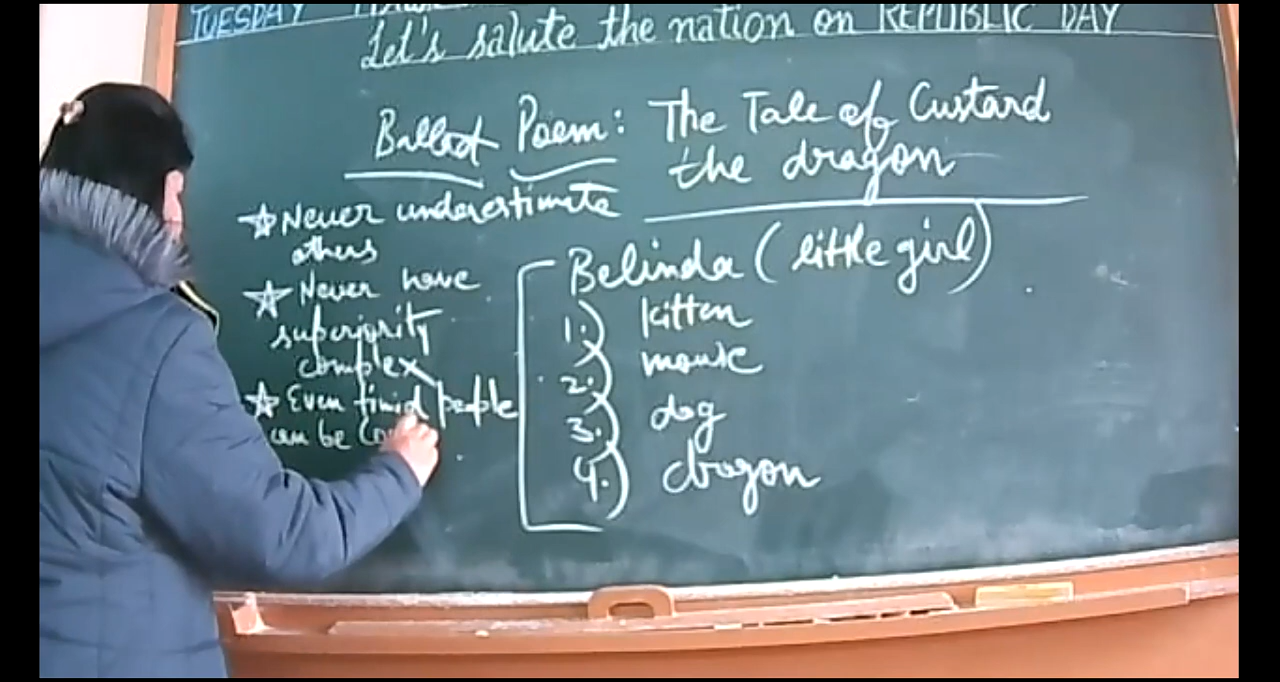 TUESDAY
Let's salute the nation on REPUBLIC DAY
Ballad Poem: The Tale of Custard
the dragon
☆ Never underestimate
others
☆ Never have
superiority
complex
☆ Even timid people
can be
Belinda (little girl)
1.) kitten
2.) mouse
3.) dog
4.) dragon